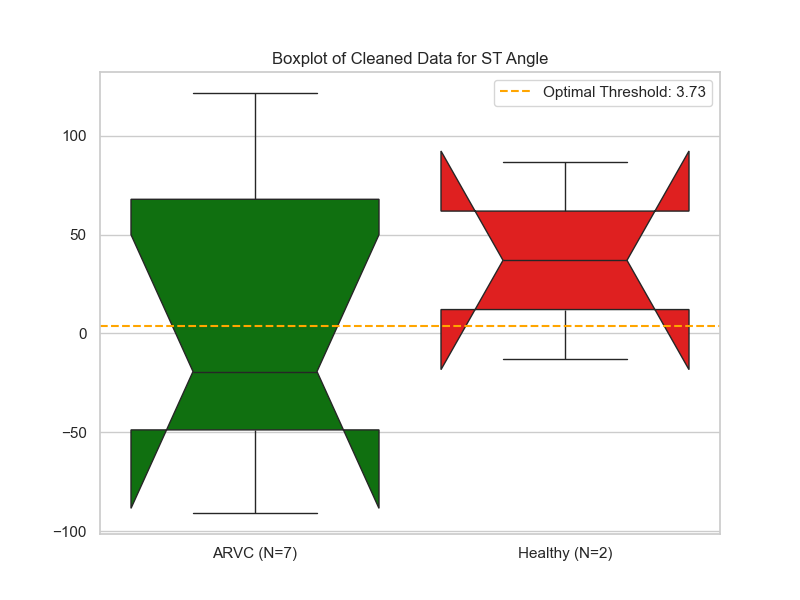 Boxplot of Cleaned Data for ST Angle
Optimal Threshold: 3.73
100
50
0
−50
−100
ARVC (N=7)
Healthy (N=2)